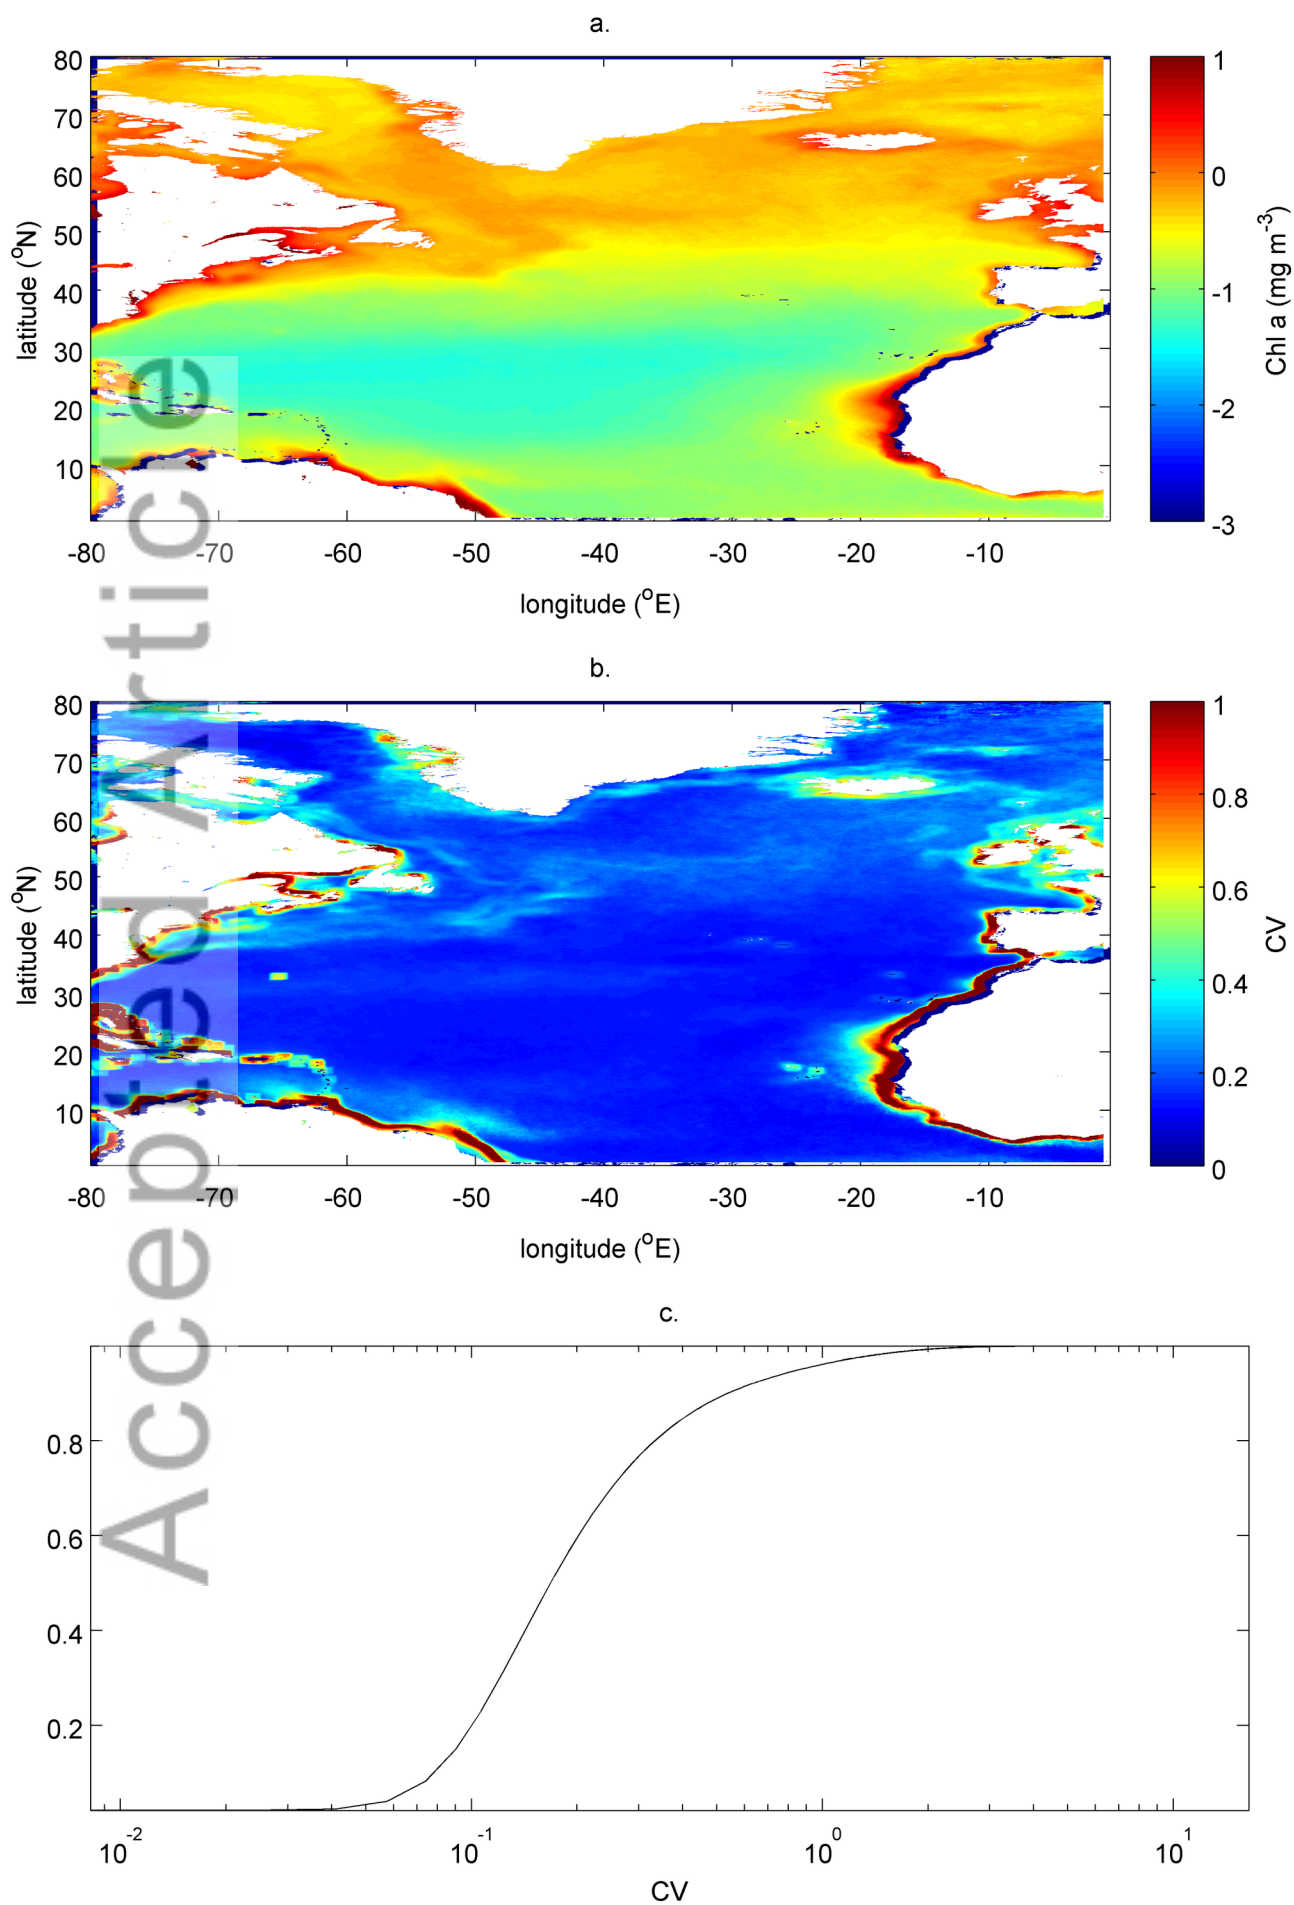 a.
80
70
60
50
40
30
20
10
latitude (°N)
-80 -70 -60 -50 -40 -30 -20 -10
longitude (°E)
1
0
-1
-2
-3
Chl a (mg m⁻³)
b.
80
70
60
50
40
30
20
10
latitude (°N)
-80 -70 -60 -50 -40 -30 -20 -10
longitude (°E)
1
0.8
0.6
0.4
0.2
0
CV
c.
0.8
0.6
0.4
0.2
10⁻² 10⁻¹ 10⁰ 10¹
CV
Accepted Article